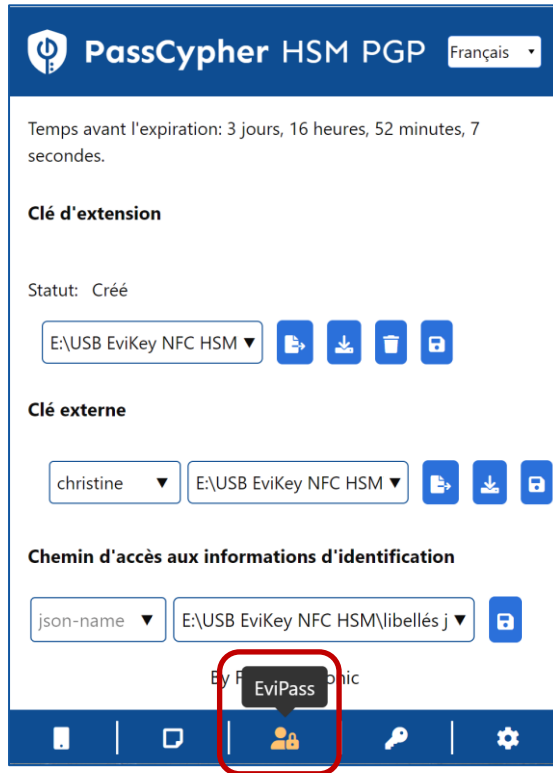 PassCypher HSM PGP
Français
Temps avant l'expiration: 3 jours, 16 heures, 52 minutes, 7
secondes.
Clé d'extension
Statut: Créé
E:\USB EviKey NFC HSM
Clé externe
christine
E:\USB EviKey NFC HSM
Chemin d'accès aux informations d'identification
json-name
E:\USB EviKey NFC HSM\libellés j
By
EviPass